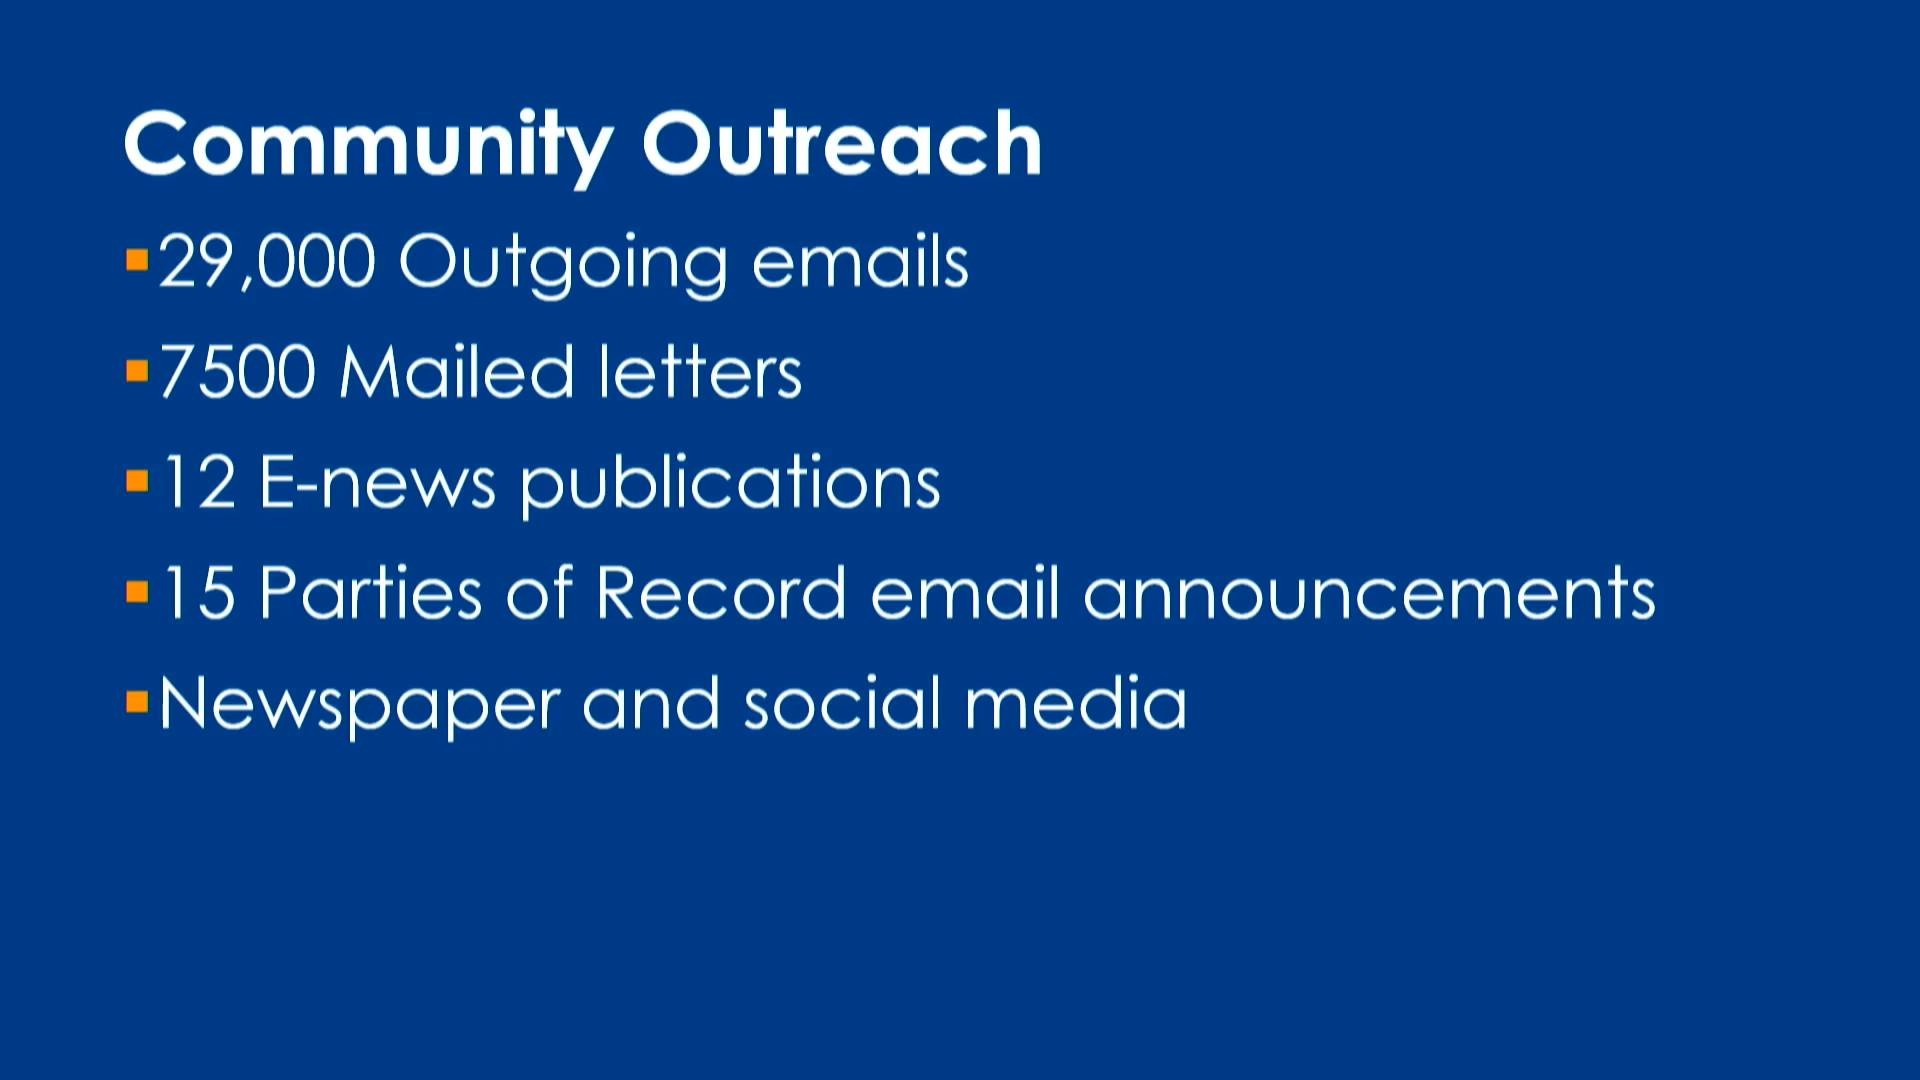 Community Outreach
29,000 Outgoing emails
7500 Mailed letters
12 E-news publications
15 Parties of Record email announcements
Newspaper and social media